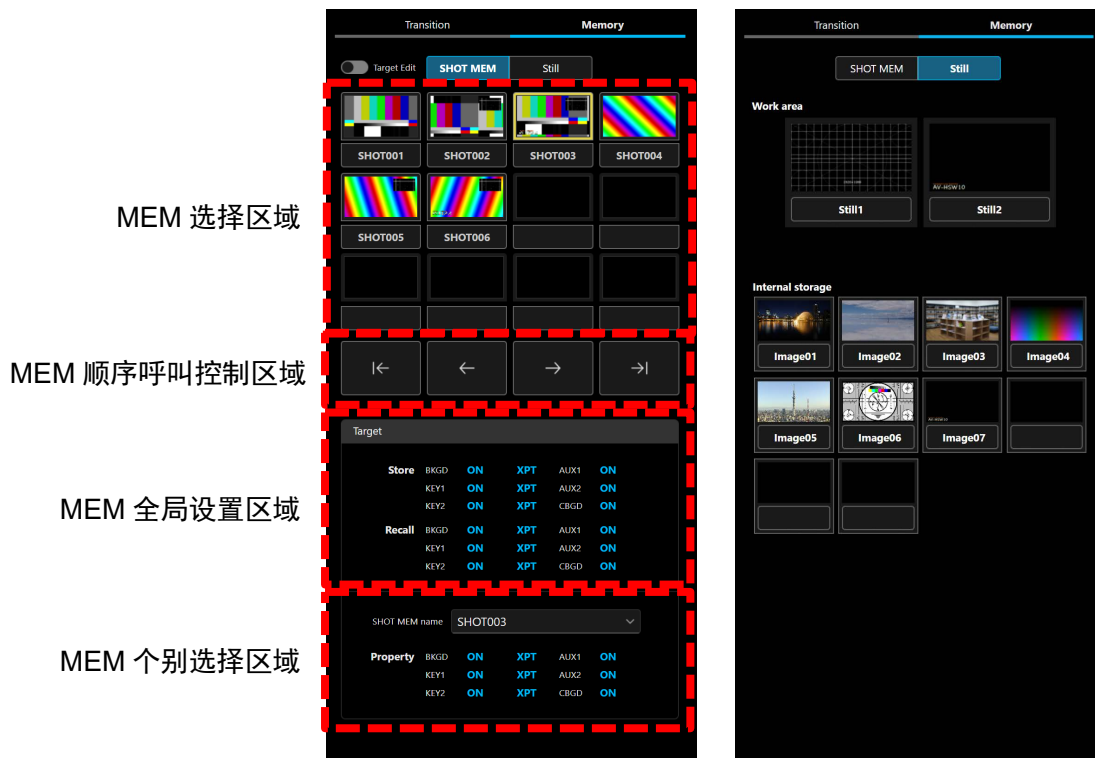 Transition Memory
Target Edit SHOT MEM Still
SHOT001 SHOT002 SHOT003 SHOT004
SHOT005 SHOT006
MEM 选择区域
MEM 顺序呼叫控制区域
Target
Store BKGD ON XPT AUX1 ON
KEY1 ON XPT AUX2 ON
KEY2 ON XPT CBGD ON
Recall BKGD ON XPT AUX1 ON
KEY1 ON XPT AUX2 ON
KEY2 ON XPT CBGD ON
MEM 全局设置区域
SHOT MEM name SHOT003
Property BKGD ON XPT AUX1 ON
KEY1 ON XPT AUX2 ON
KEY2 ON XPT CBGD ON
MEM 个别选择区域
Transition Memory
SHOT MEM Still
Work area
AV-HSW10
Still1 Still2
Internal storage
Image01 Image02 Image03 Image04
AV-HSW10
Image05 Image06 Image07